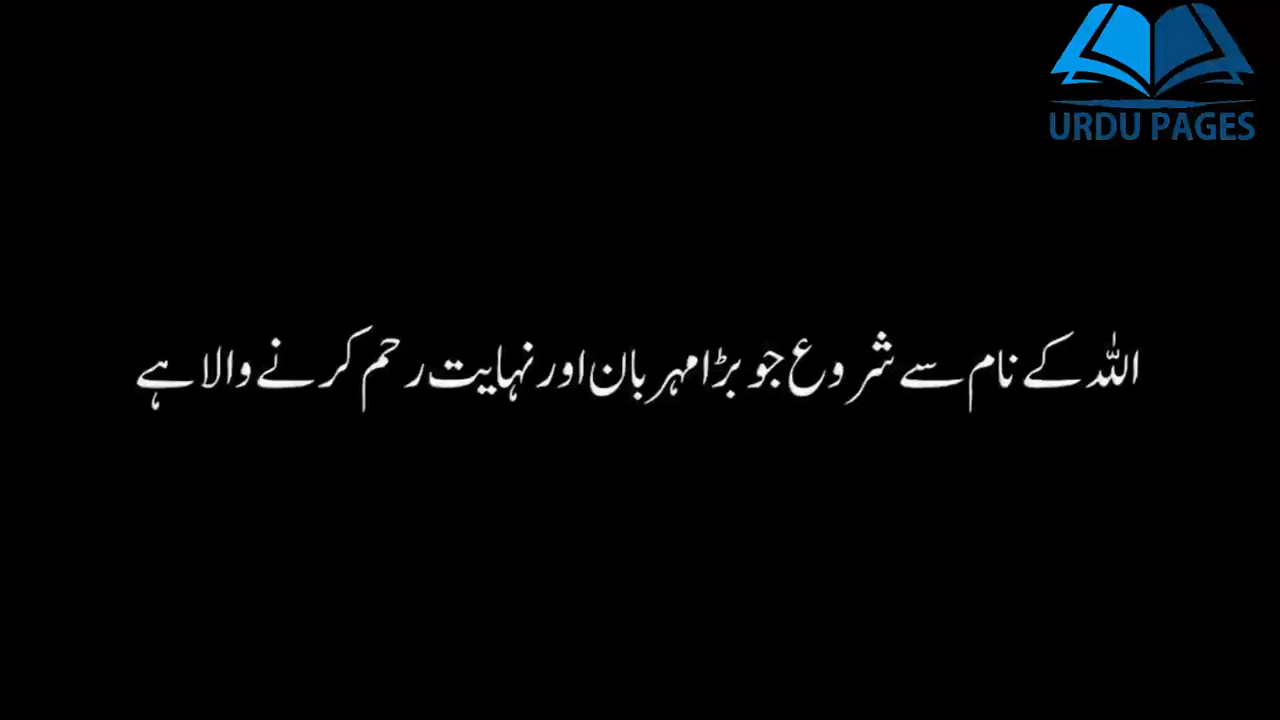 URDU PAGES
اللہ کے نام سے شروع جو بڑا مہربان اور نہایت رحم کرنے والا ہے